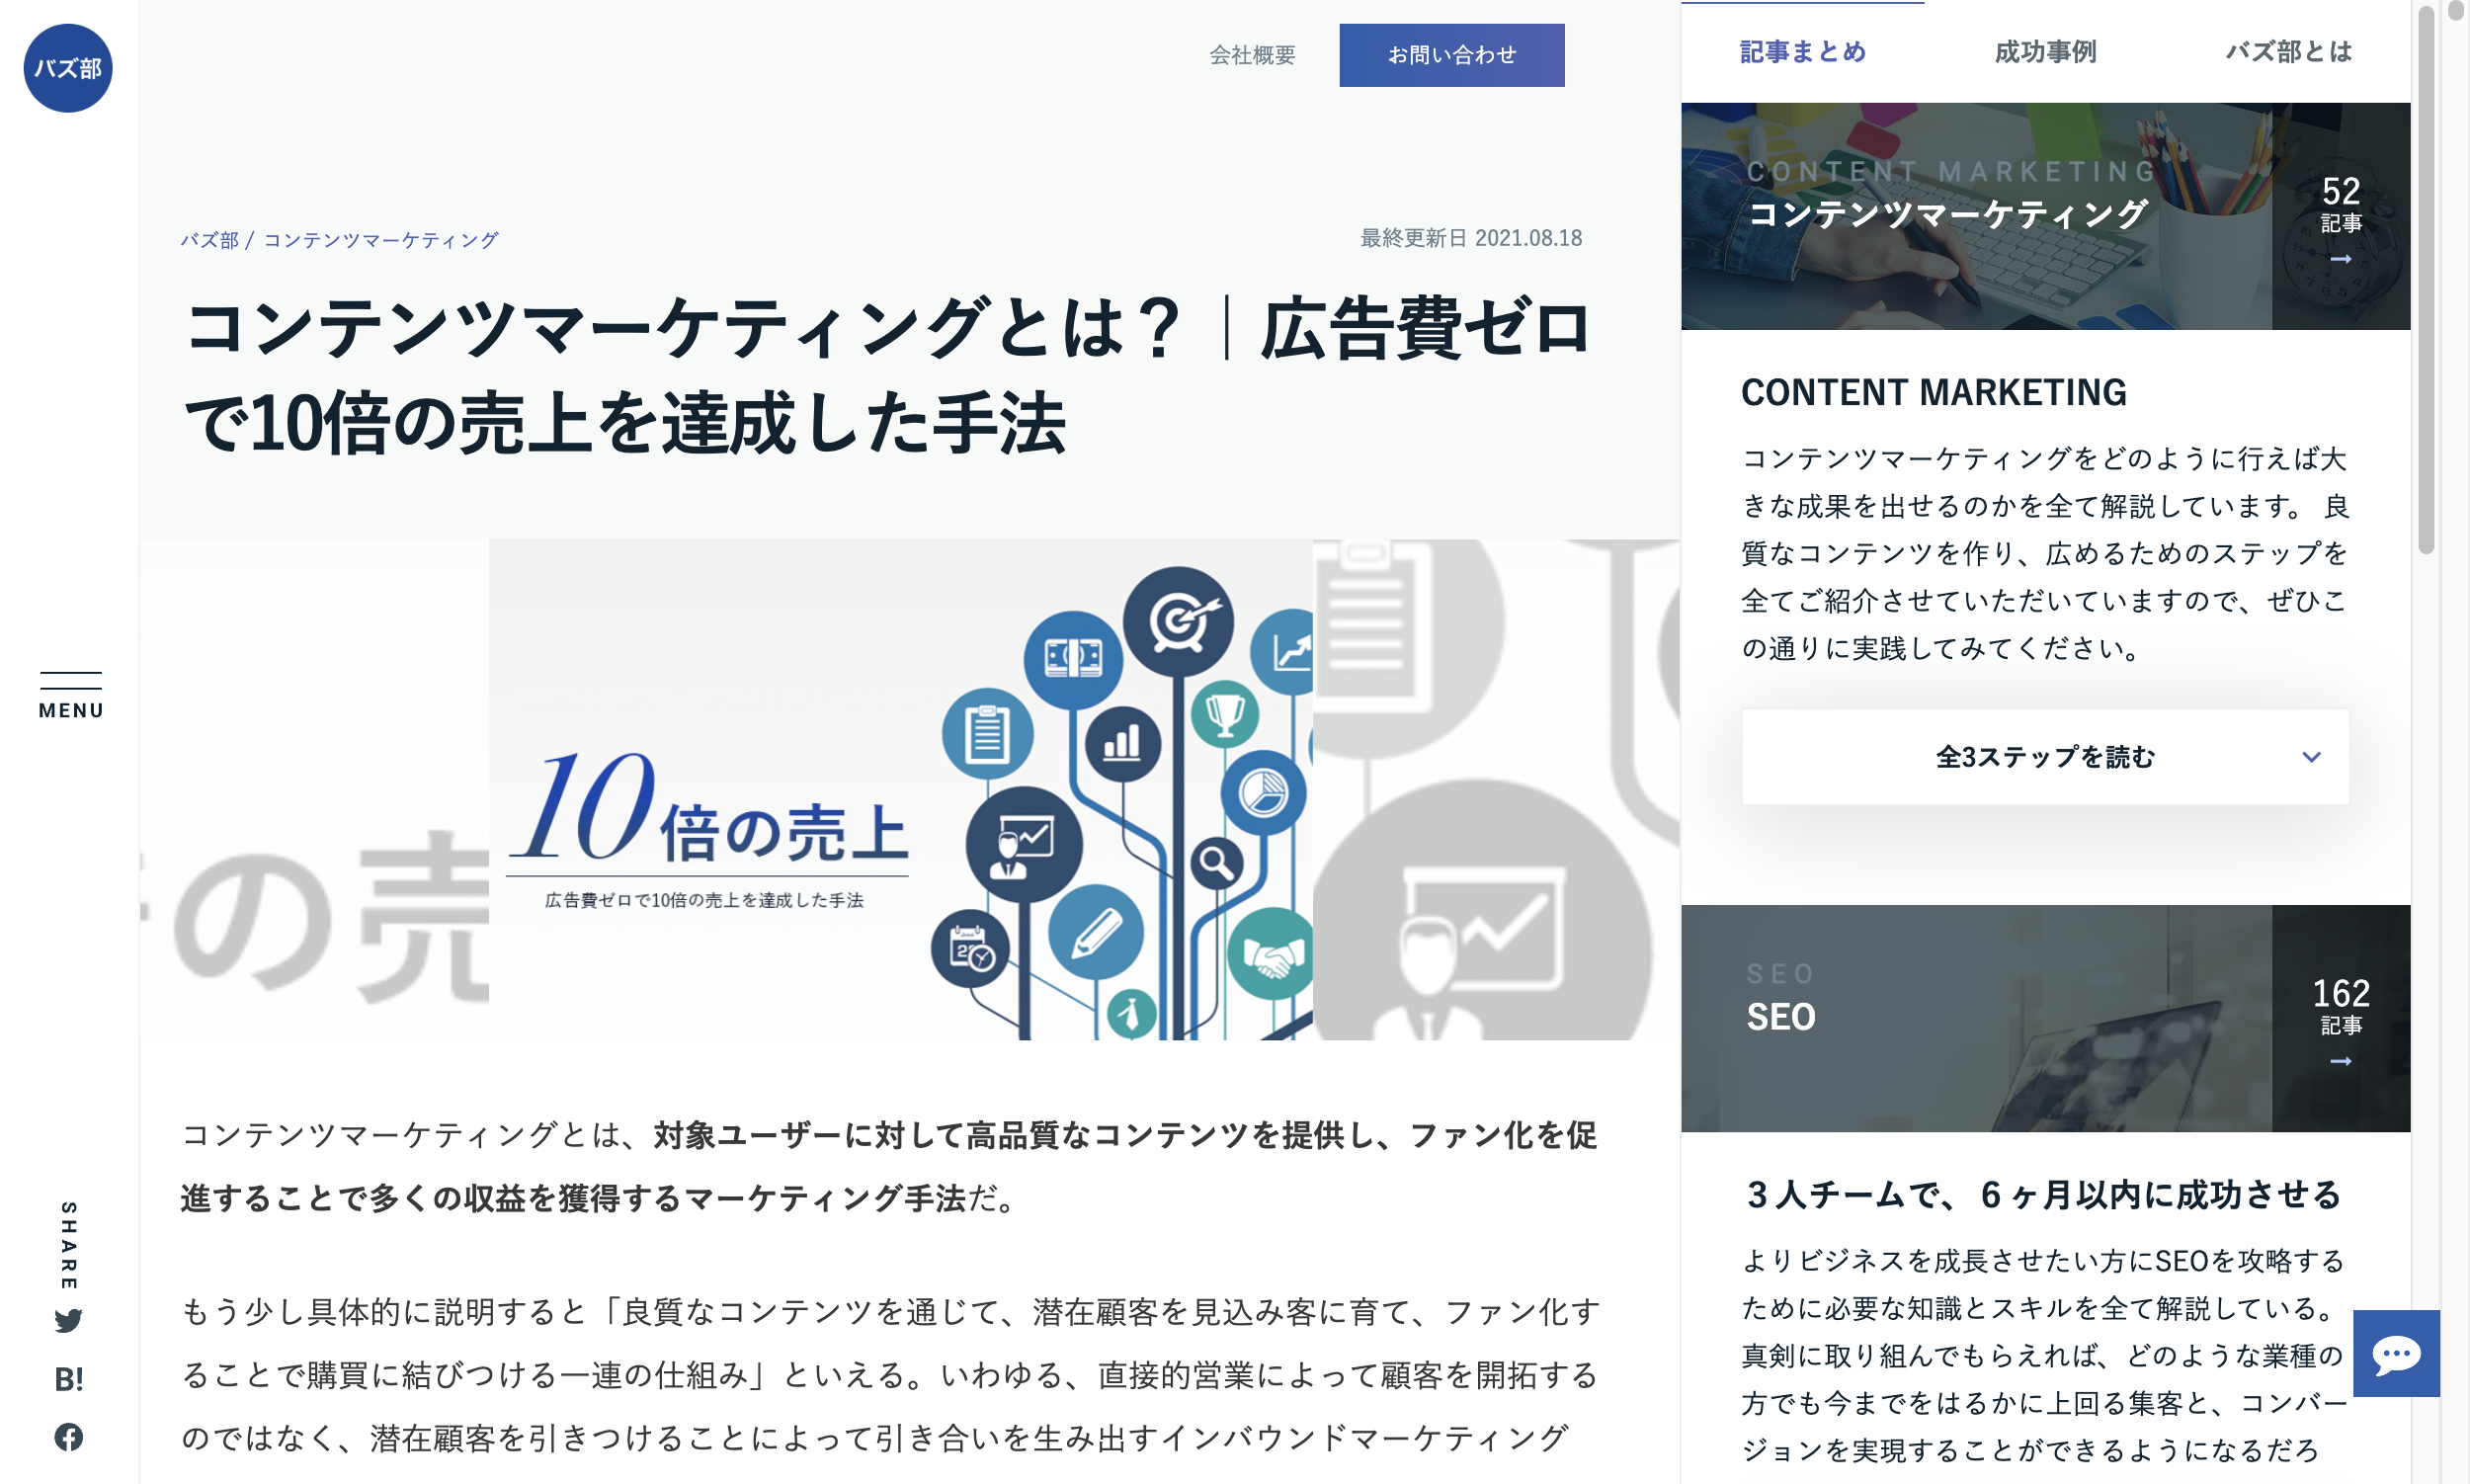 バズ部
MENU
SHARE
B!
会社概要
お問い合わせ
バズ部 / コンテンツマーケティング
最終更新日 2021.08.18
コンテンツマーケティングとは？｜広告費ゼロ
で10倍の売上を達成した手法
の売
10倍の売上
広告費ゼロで10倍の売上を達成した手法
コンテンツマーケティングとは、対象ユーザーに対して高品質なコンテンツを提供し、ファン化を促
進することで多くの収益を獲得するマーケティング手法だ。
もう少し具体的に説明すると「良質なコンテンツを通じて、潜在顧客を見込み客に育て、ファン化す
ることで購買に結びつける一連の仕組み」といえる。いわゆる、直接的営業によって顧客を開拓する
のではなく、潜在顧客を引きつけることによって引き合いを生み出すインバウンドマーケティング
記事まとめ
成功事例
バズ部とは
CONTENT MARKETING
コンテンツマーケティング
52
記事
→
CONTENT MARKETING
コンテンツマーケティングをどのように行えば大
きな成果を出せるのかを全て解説しています。 良
質なコンテンツを作り、広めるためのステップを
全てご紹介させていただいていますので、ぜひこ
の通りに実践してみてください。
全3ステップを読む
SEO
SEO
162
記事
→
３人チームで、６ヶ月以内に成功させる
よりビジネスを成長させたい方にSEOを攻略する
ために必要な知識とスキルを全て解説している。
真剣に取り組んでもらえれば、どのような業種の
方でも今までをはるかに上回る集客と、コンバー
ジョンを実現することができるようになるだろ